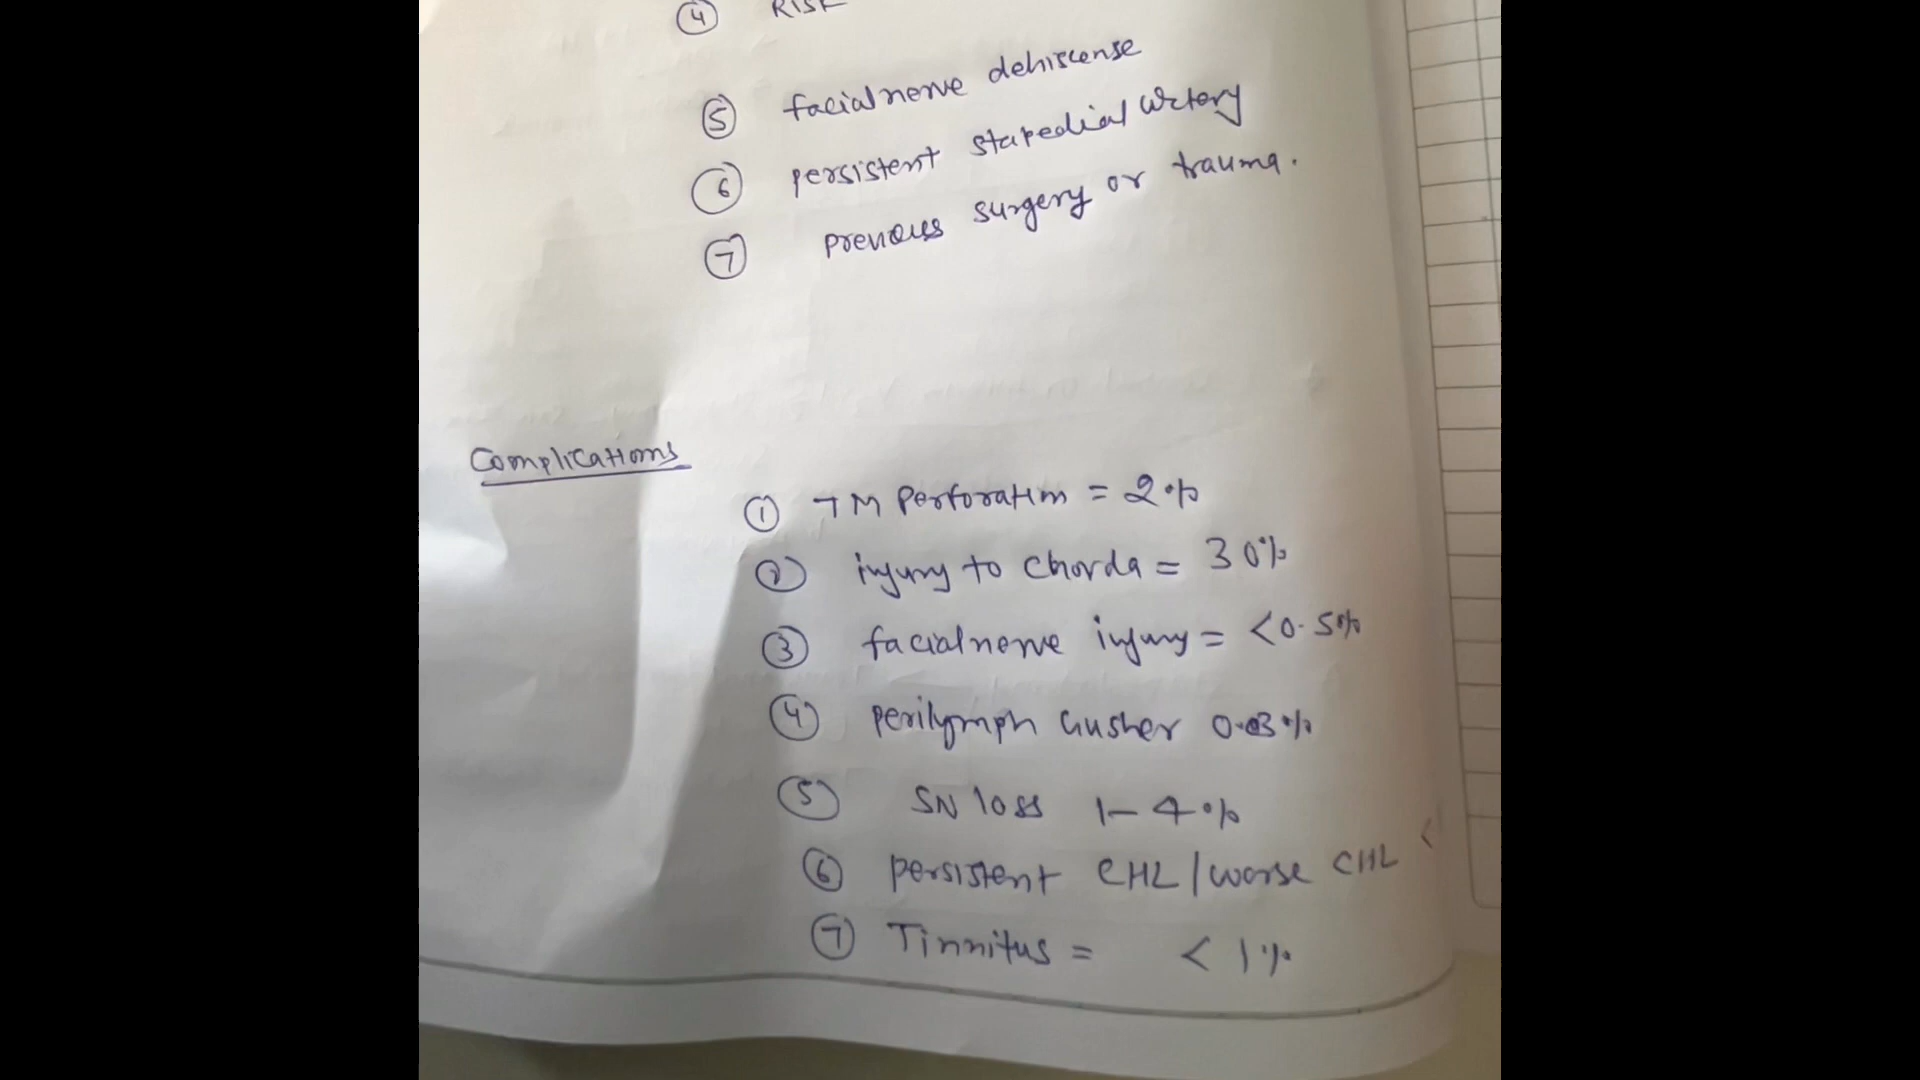 ④ RISK
⑤ facial nerve dehiscense
⑥ persistent stapedial artery
⑦ previous surgery or trauma.
Complications
① TM Perforation = 2%
② injury to chorda = 30%
③ facial nerve injury = <0.5%
④ perilymph Gusher 0.03%
⑤ SN loss 1-4%
⑥ persistent CHL/worse CHL <
⑦ Tinnitus = < 1%